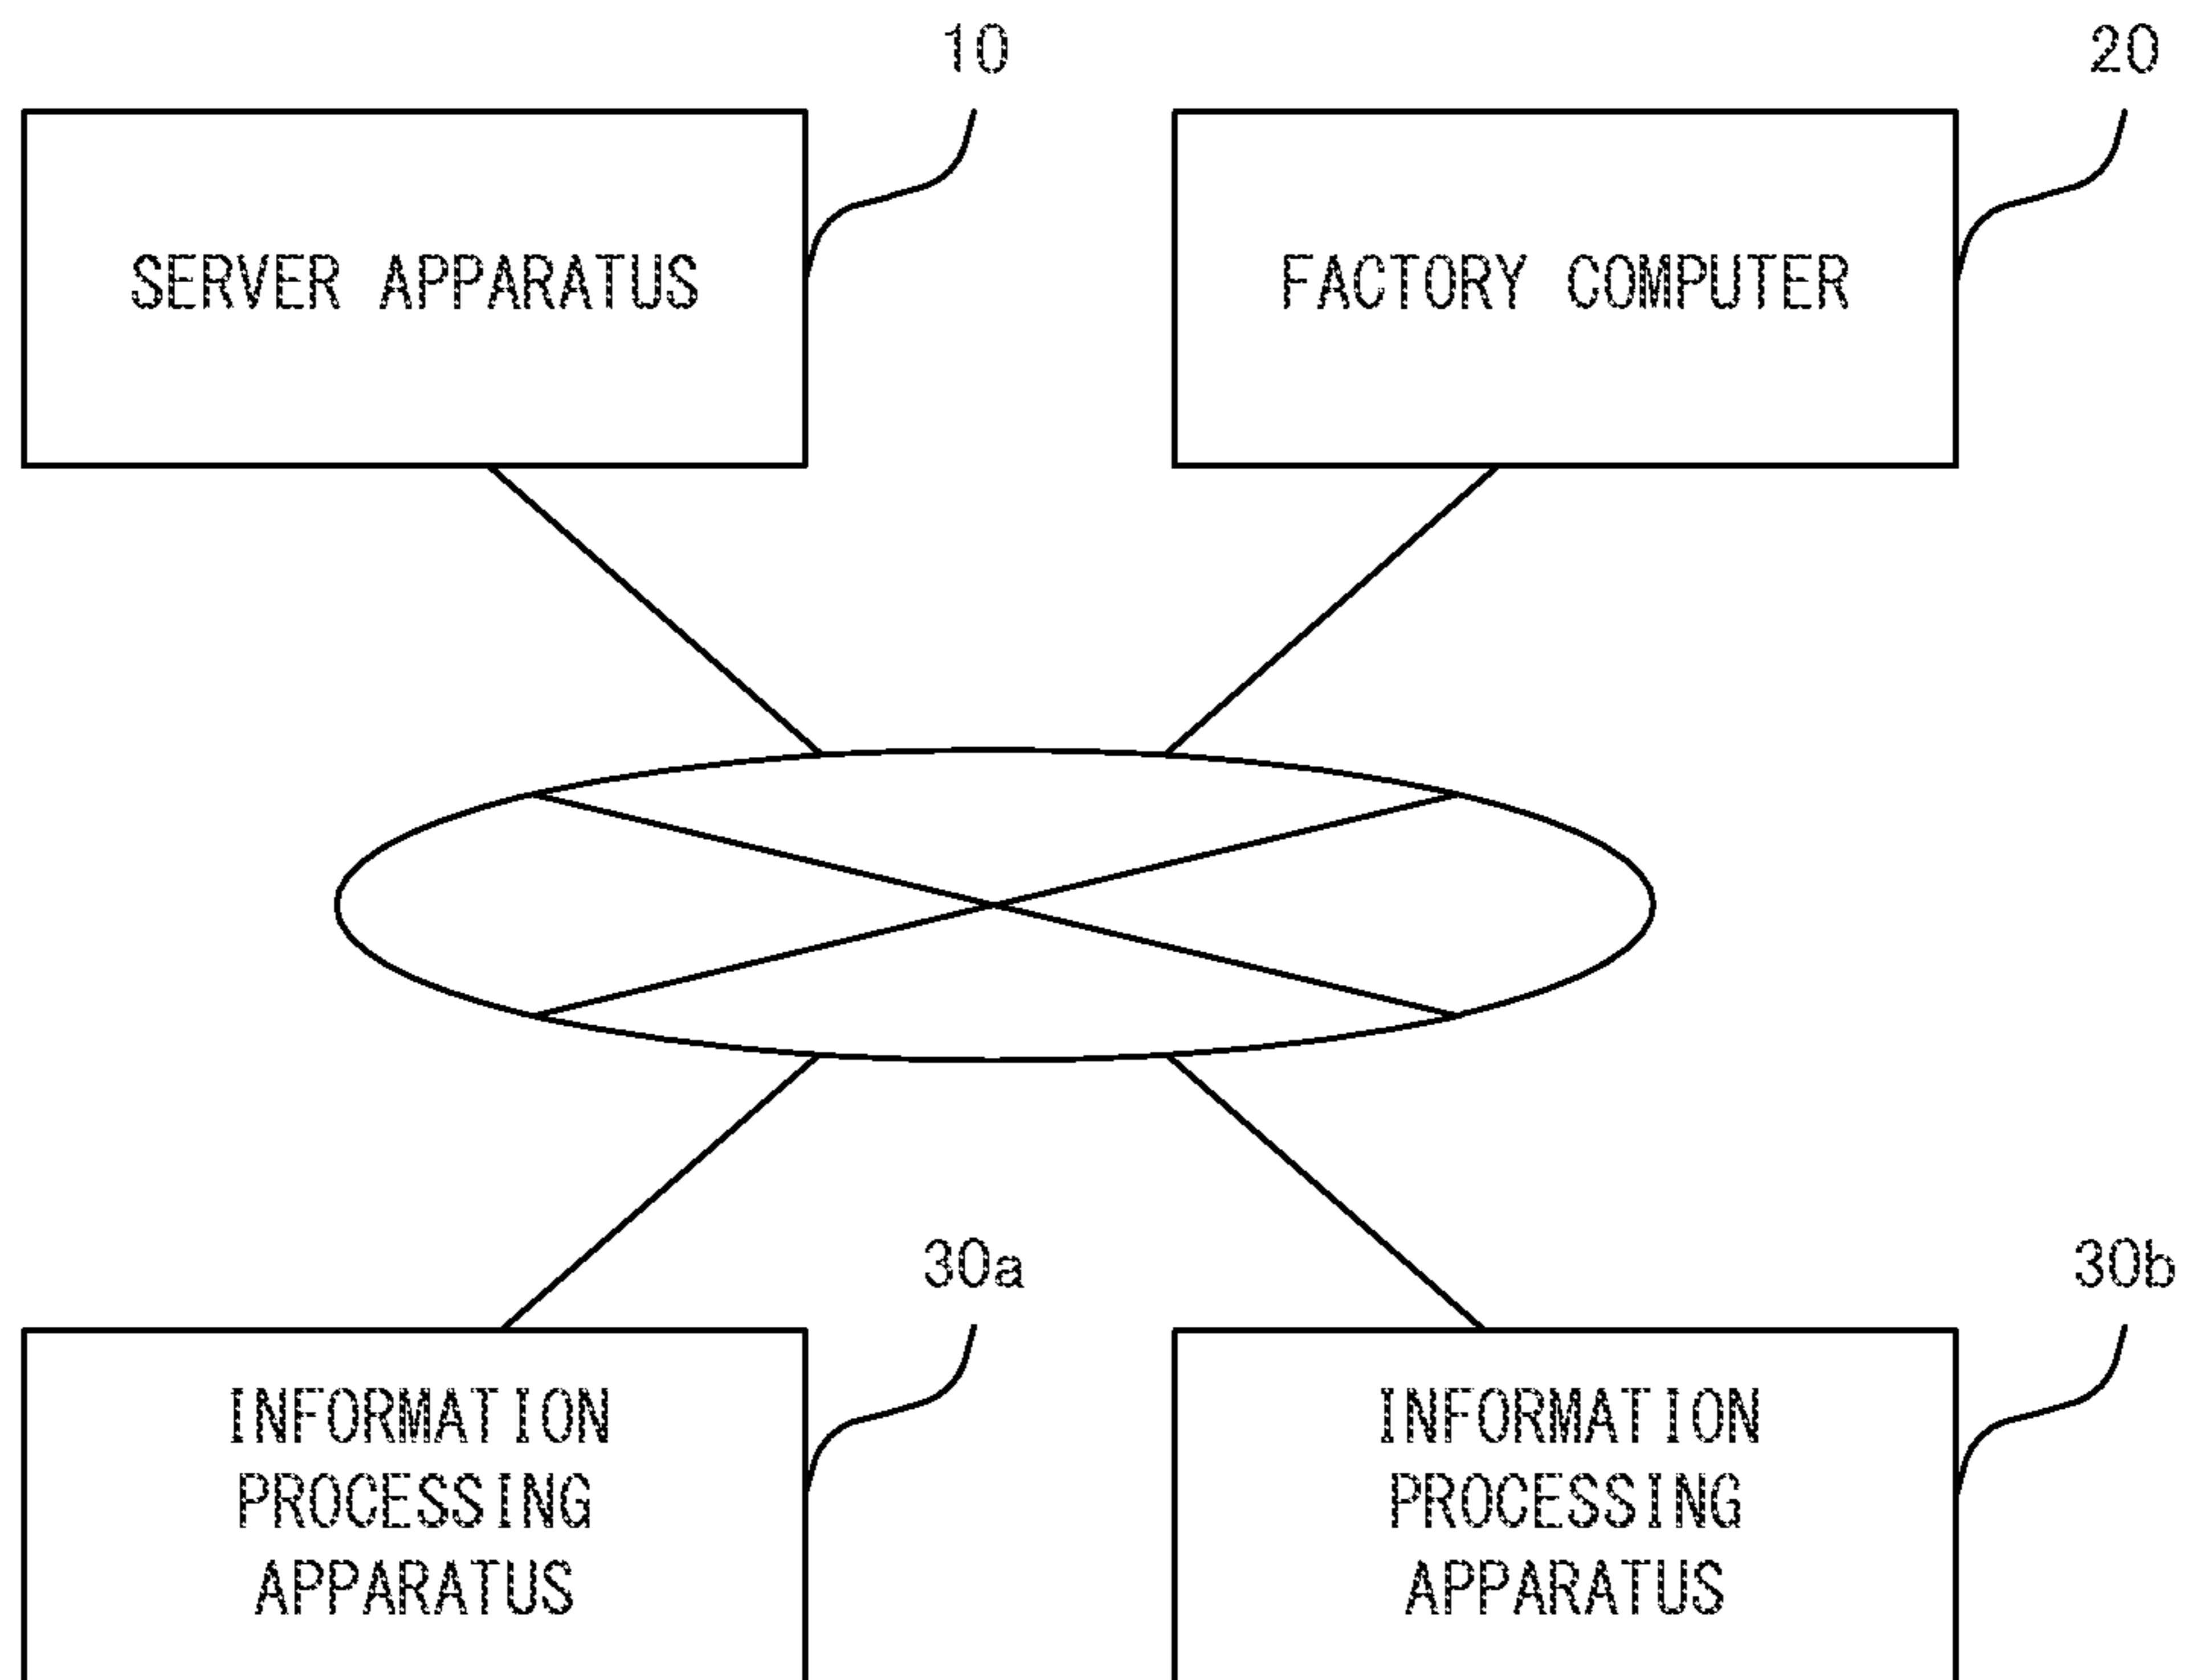 10
20
SERVER APPARATUS
FACTORY COMPUTER
30a
30b
INFORMATION
PROCESSING
APPARATUS
INFORMATION
PROCESSING
APPARATUS